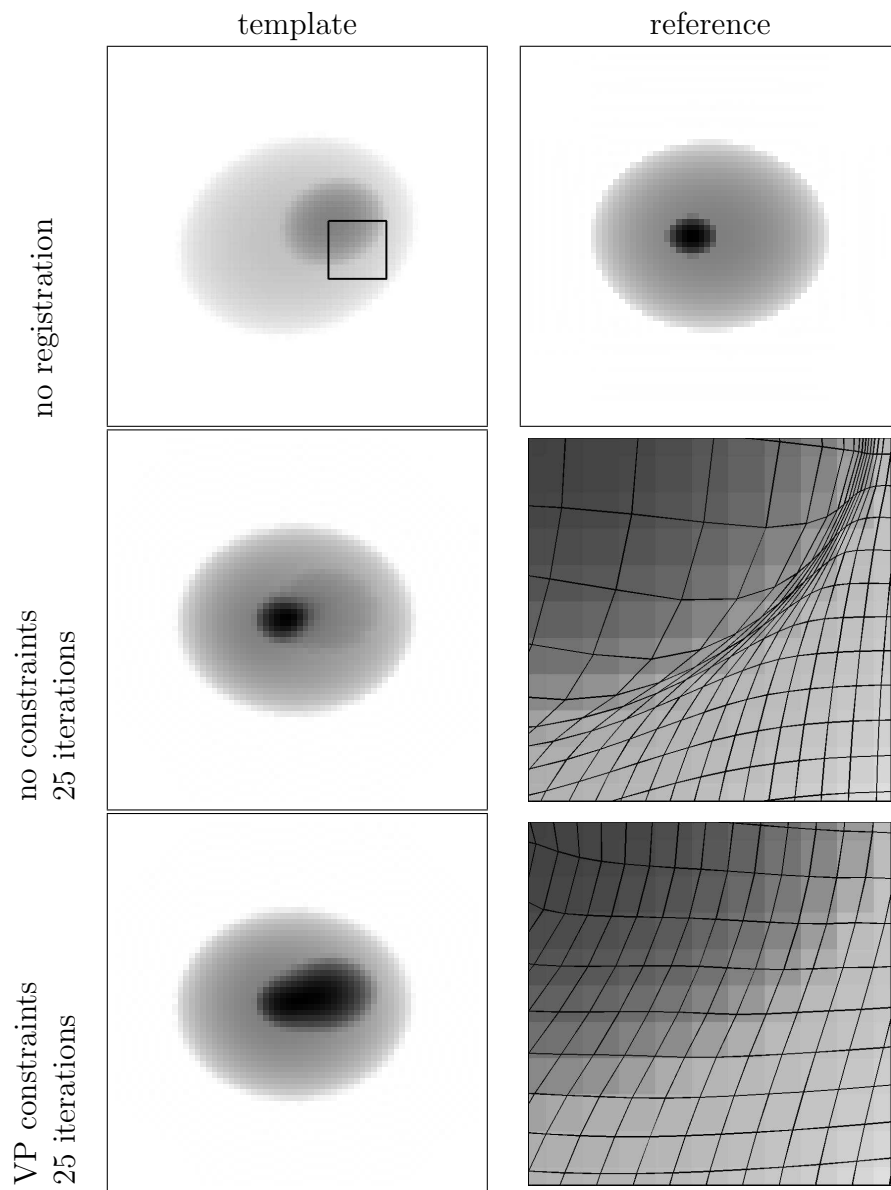 template
reference
no registration
no constraints
25 iterations
VP constraints
25 iterations